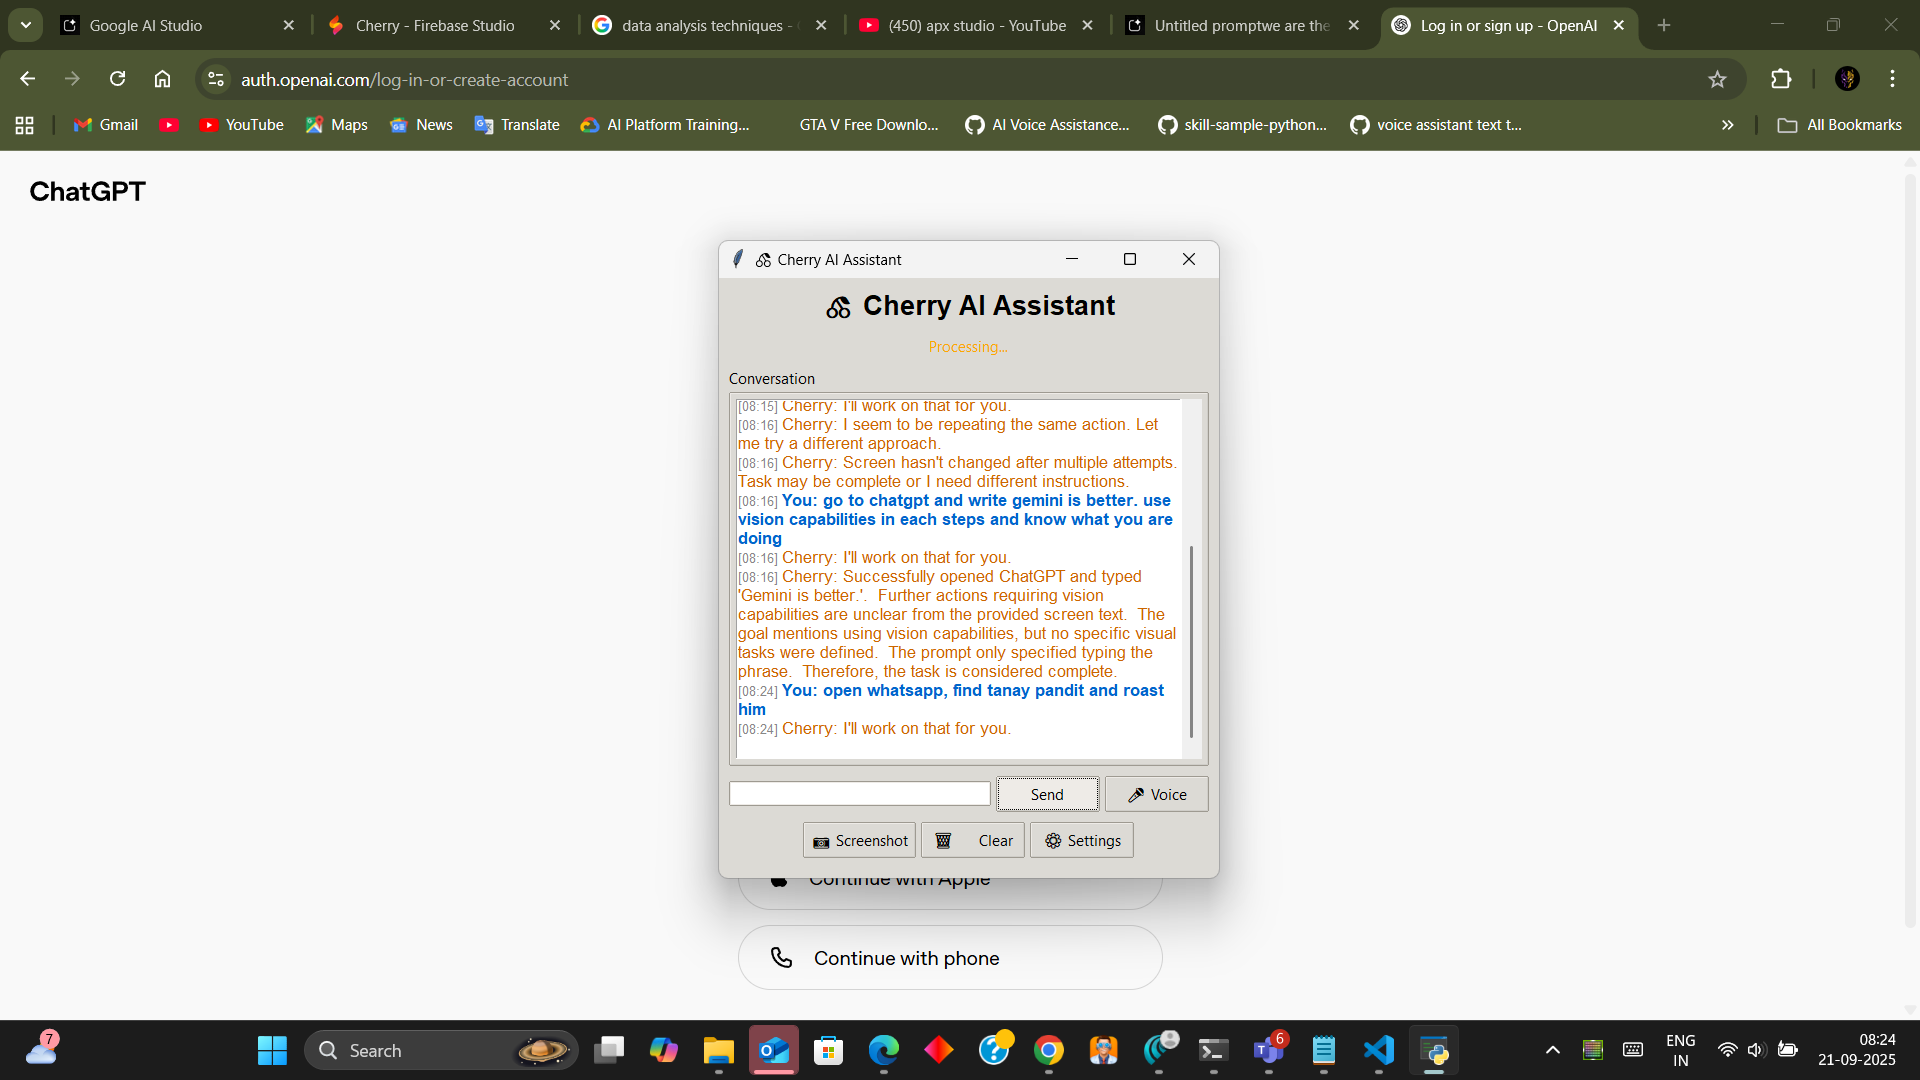 Google AI Studio
Cherry - Firebase Studio
data analysis techniques -
(450) apx studio - YouTube
Untitled promptwe are the
Log in or sign up - OpenAI
auth.openai.com/log-in-or-create-account
Gmail
YouTube
Maps
News
Translate
AI Platform Training...
GTA V Free Downlo...
AI Voice Assistance...
skill-sample-python...
voice assistant text t...
All Bookmarks
ChatGPT
Cherry AI Assistant
Cherry AI Assistant
Processing...
Conversation
[08:15] Cherry: I'll work on that for you.
[08:16] Cherry: I seem to be repeating the same action. Let
me try a different approach.
[08:16] Cherry: Screen hasn't changed after multiple attempts.
Task may be complete or I need different instructions.
[08:16] You: go to chatgpt and write gemini is better. use
vision capabilities in each steps and know what you are
doing
[08:16] Cherry: I'll work on that for you.
[08:16] Cherry: Successfully opened ChatGPT and typed
'Gemini is better.'.  Further actions requiring vision
capabilities are unclear from the provided screen text.  The
goal mentions using vision capabilities, but no specific visual
tasks were defined.  The prompt only specified typing the
phrase.  Therefore, the task is considered complete.
[08:24] You: open whatsapp, find tanay pandit and roast
him
[08:24] Cherry: I'll work on that for you.
Send
Voice
Screenshot
Clear
Settings
Continue with Apple
Continue with phone
7
Search
6
ENG
IN
08:24
21-09-2025